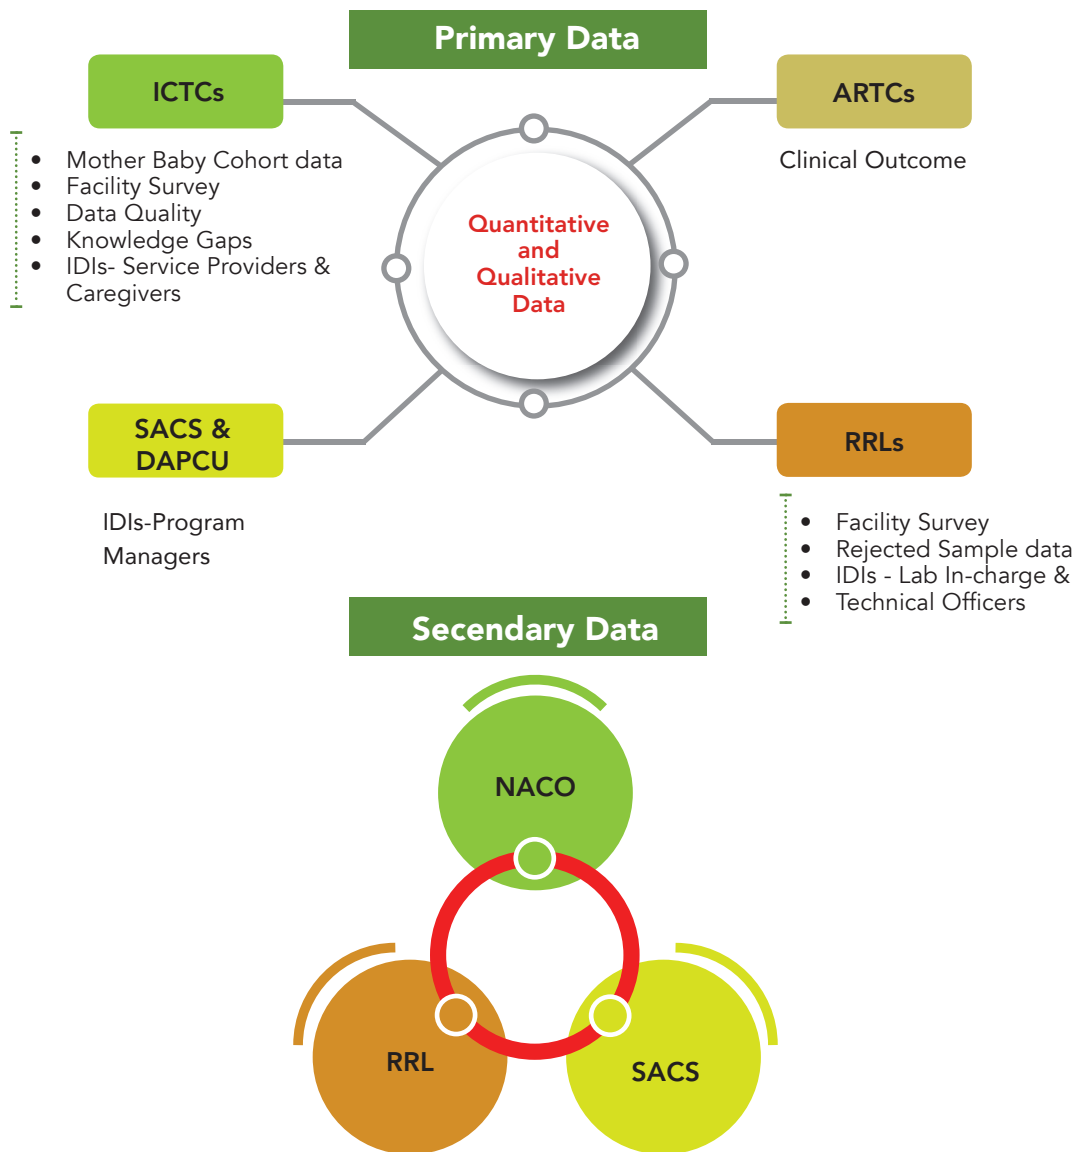 Primary Data
ICTCs
• Mother Baby Cohort data
• Facility Survey
• Data Quality
• Knowledge Gaps
• IDIs- Service Providers &
Caregivers
ARTCs
Clinical Outcome
Quantitative
and
Qualitative
Data
SACS &
DAPCU
IDIs-Program
Managers
RRLs
• Facility Survey
• Rejected Sample data
• IDIs - Lab In-charge &
• Technical Officers
Secendary Data
NACO
RRL
SACS